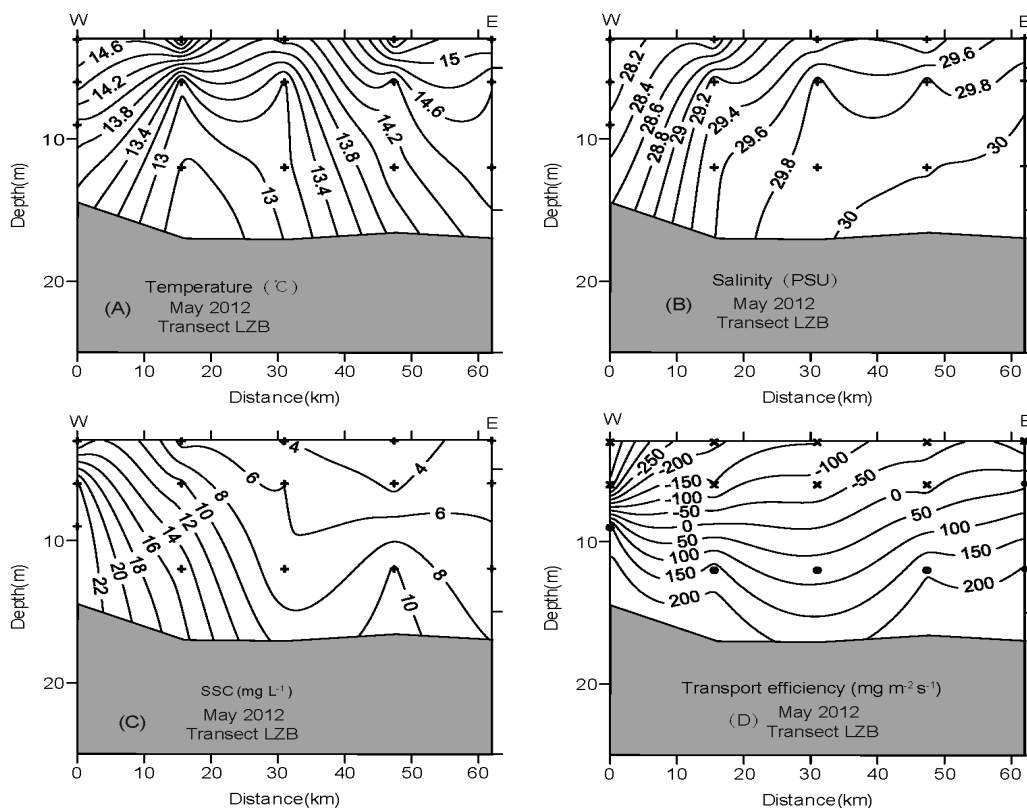 W E
14.6
14.2
13.8
13.4
13
13
13.4
13.8
14.2
14.6
15
10
20
Depth(m)
Temperature (℃)
(A) May 2012
Transect LZB
0 10 20 30 40 50 60
Distance(km)
W E
28.2
28.4
28.6
28.8
29
29.2
29.4
29.6
29.8
30
29.6
29.8
30
10
20
Depth(m)
Salinity (PSU)
(B) May 2012
Transect LZB
0 10 20 30 40 50 60
Distance(km)
W E
4
4
6
6
8
8
10
10
12
14
16
18
20
22
10
20
Depth(m)
SSC (mg L⁻¹)
(C) May 2012
Transect LZB
0 10 20 30 40 50 60
Distance(km)
W E
-250
-200
-150
-100
-50
0
50
100
150
200
-100
-50
0
50
100
150
200
10
20
Depth(m)
Transport efficiency (mg m⁻² s⁻¹)
(D) May 2012
Transect LZB
0 10 20 30 40 50 60
Distance(km)